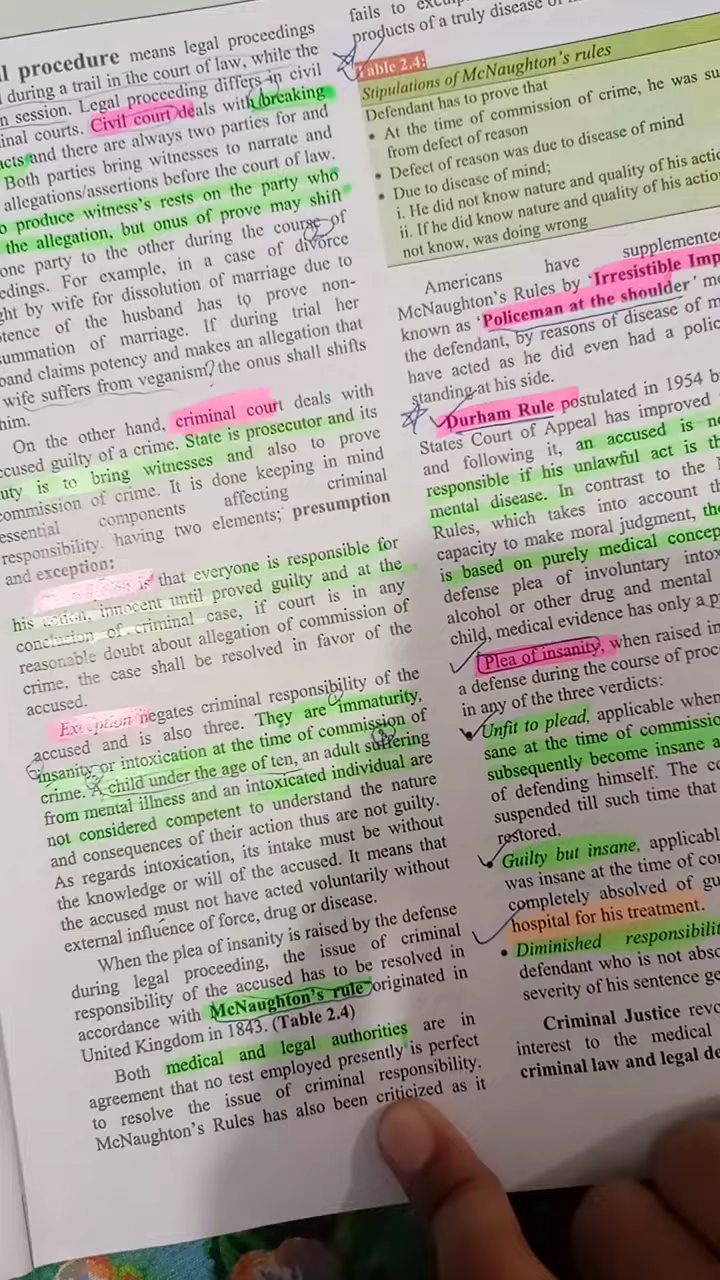 l procedure means legal proceedings
during a trail in the court of law, while the
n session. Legal proceeding differs in civil
inal courts. Civil court deals with breaking
acts and there are always two parties for and
Both parties bring witnesses to narrate and
allegations/assertions before the court of law.
o produce witness's rests on the party who
the allegation, but onus of prove may shift
one party to the other during the course of
edings. For example, in a case of divorce
ght by wife for dissolution of marriage due to
tence of the husband has to prove non-
summation of marriage. If during trial her
band claims potency and makes an allegation that
wife suffers from veganism? the onus shall shifts
him.
On the other hand, criminal court deals with
ccused guilty of a crime. State is prosecutor and its
uty is to bring witnesses and also to prove
commission of crime. It is done keeping in mind
essential components affecting criminal
responsibility. having two elements; presumption
and exception:
is that everyone is responsible for
his action, innocent until proved guilty and at the
conclusion of criminal case, if court is in any
reasonable doubt about allegation of commission of
crime, the case shall be resolved in favor of the
accused.
Exception negates criminal responsibility of the
accused and is also three. They are immaturity,
insanity or intoxication at the time of commission of
crime. A child under the age of ten, an adult suffering
from mental illness and an intoxicated individual are
not considered competent to understand the nature
and consequences of their action thus are not guilty.
As regards intoxication, its intake must be without
the knowledge or will of the accused. It means that
the accused must not have acted voluntarily without
external influence of force, drug or disease.
When the plea of insanity is raised by the defense
during legal proceeding, the issue of criminal
responsibility of the accused has to be resolved in
accordance with McNaughton's rule originated in
United Kingdom in 1843. (Table 2.4)
Both medical and legal authorities are in
agreement that no test employed presently is perfect
to resolve the issue of criminal responsibility.
McNaughton's Rules has also been criticized as it
fails to exculp
products of a truly disease of
Table 2.4:
Stipulations of McNaughton's rules
Defendant has to prove that
• At the time of commission of crime, he was su
from defect of reason
• Defect of reason was due to disease of mind
• Due to disease of mind;
i. He did not know nature and quality of his actio
ii. If he did know nature and quality of his actio
not know, was doing wrong
Americans have supplemente
McNaughton's Rules by 'Irresistible Imp
known as 'Policeman at the shoulder' me
the defendant, by reasons of disease of m
have acted as he did even had a polic
standing at his side.
Durham Rule postulated in 1954 b
States Court of Appeal has improved
and following it, an accused is no
responsible if his unlawful act is th
mental disease. In contrast to the
Rules, which takes into account th
capacity to make moral judgment, the
is based on purely medical concep
defense plea of involuntary intox
alcohol or other drug and mental
child, medical evidence has only a p
Plea of insanity, when raised in
a defense during the course of proc
in any of the three verdicts:
• Unfit to plead, applicable when
sane at the time of commissio
subsequently become insane a
of defending himself. The co
suspended till such time that
restored.
• Guilty but insane, applicabl
was insane at the time of co
completely absolved of gu
hospital for his treatment.
• Diminished responsibilit
defendant who is not abso
severity of his sentence ge
Criminal Justice revo
interest to the medical
criminal law and legal de